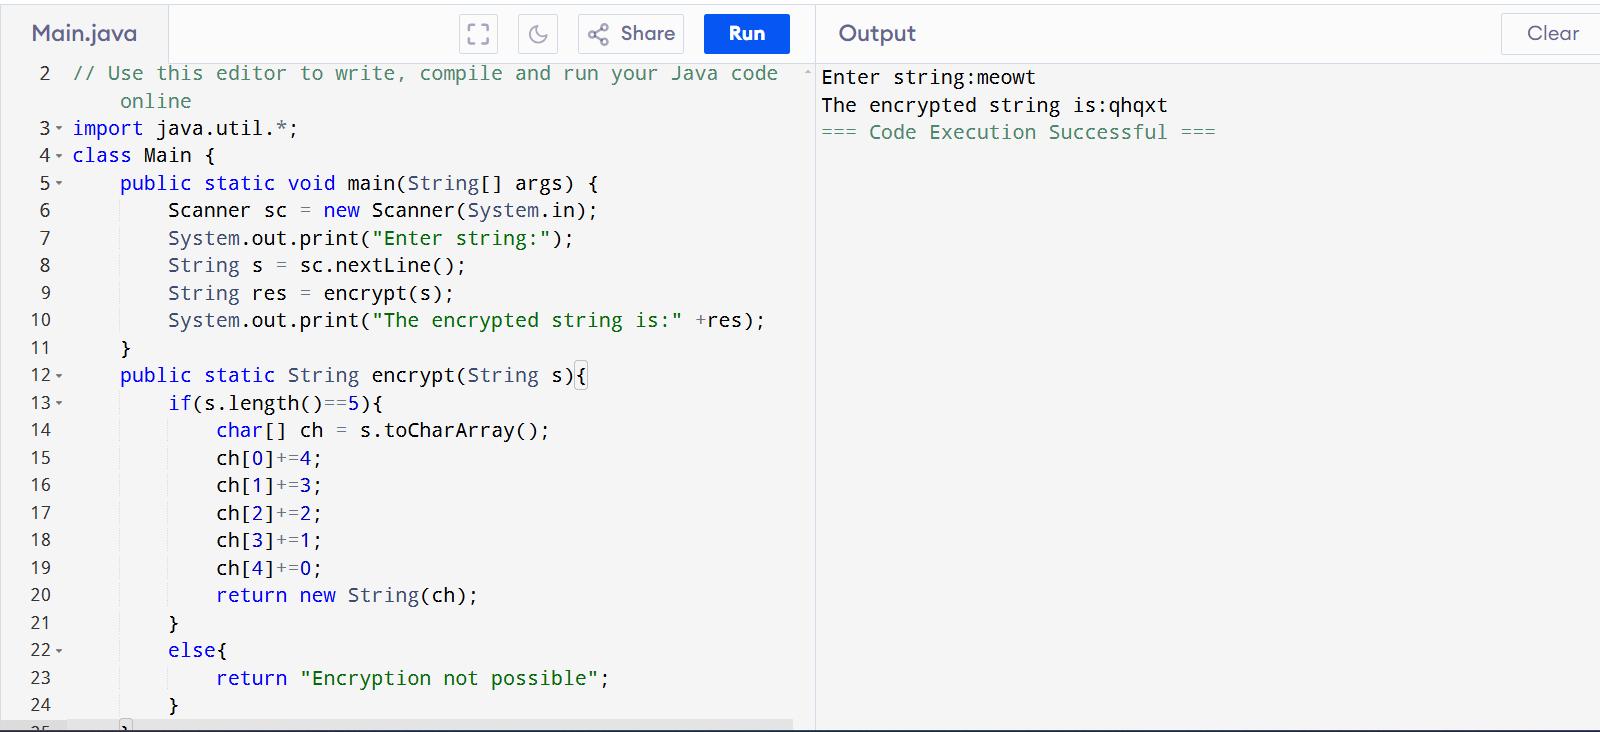 Main.java
Share
Run
Output
Clear
2 // Use this editor to write, compile and run your Java code
online
3 import java.util.*;
4 class Main {
5 public static void main(String[] args) {
6 Scanner sc = new Scanner(System.in);
7 System.out.print("Enter string:");
8 String s = sc.nextLine();
9 String res = encrypt(s);
10 System.out.print("The encrypted string is:" +res);
11 }
12 public static String encrypt(String s){
13 if(s.length()==5){
14 char[] ch = s.toCharArray();
15 ch[0]+=4;
16 ch[1]+=3;
17 ch[2]+=2;
18 ch[3]+=1;
19 ch[4]+=0;
20 return new String(ch);
21 }
22 else{
23 return "Encryption not possible";
24 }
Enter string:meowt
The encrypted string is:qhqxt
=== Code Execution Successful ===